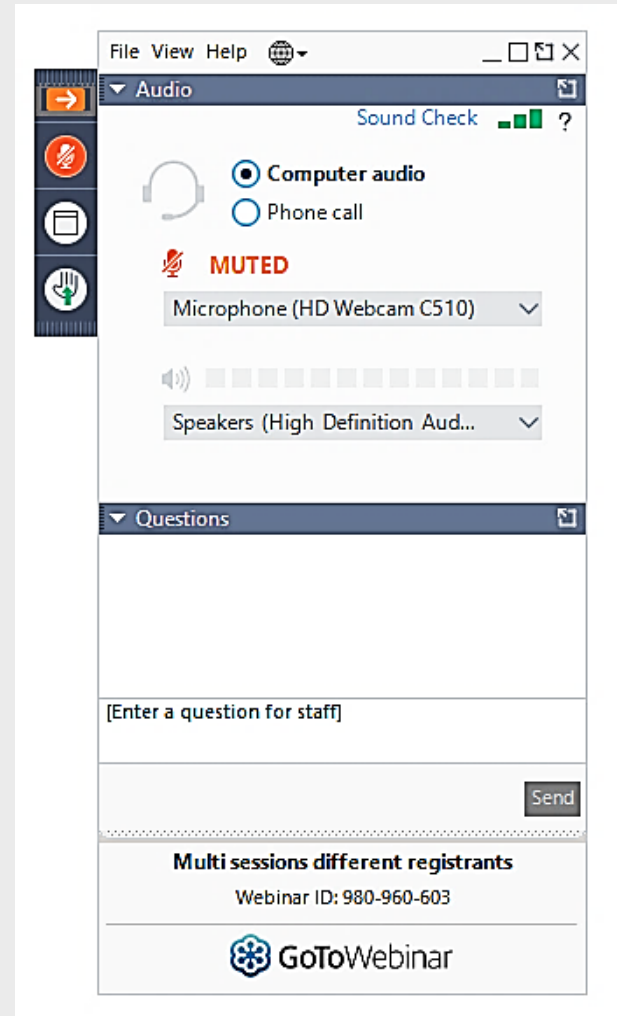 File View Help
Audio
Sound Check ?
Computer audio
Phone call
MUTED
Microphone (HD Webcam C510)
Speakers (High Definition Aud...
Questions
[Enter a question for staff]
Send
Multi sessions different registrants
Webinar ID: 980-960-603
GoToWebinar